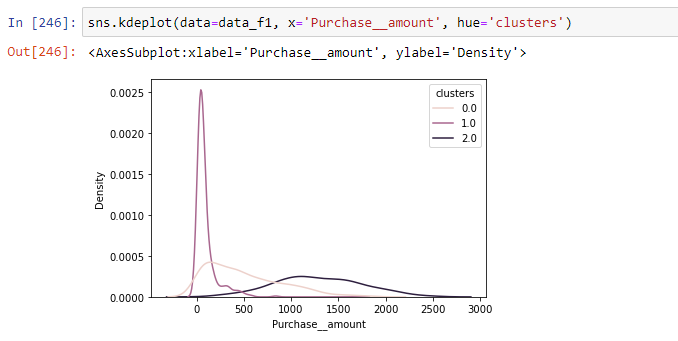 In [246]: sns.kdeplot(data=data_f1, x='Purchase__amount', hue='clusters')
Out[246]: <AxesSubplot:xlabel='Purchase__amount', ylabel='Density'>
clusters
0.0
1.0
2.0
0.0025
0.0020
0.0015
0.0010
0.0005
0.0000
Density
0 500 1000 1500 2000 2500 3000
Purchase__amount